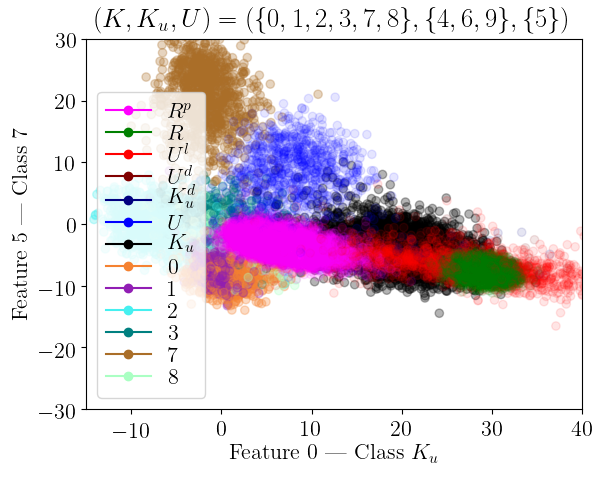 (K, K_u, U) = ({0, 1, 2, 3, 7, 8}, {4, 6, 9}, {5})
30
20
10
0
−10
−20
−30
Feature 5 — Class 7
R^p
R
U^l
U^d
K_u^d
U
K_u
0
1
2
3
7
8
−10 0 10 20 30 40
Feature 0 — Class K_u